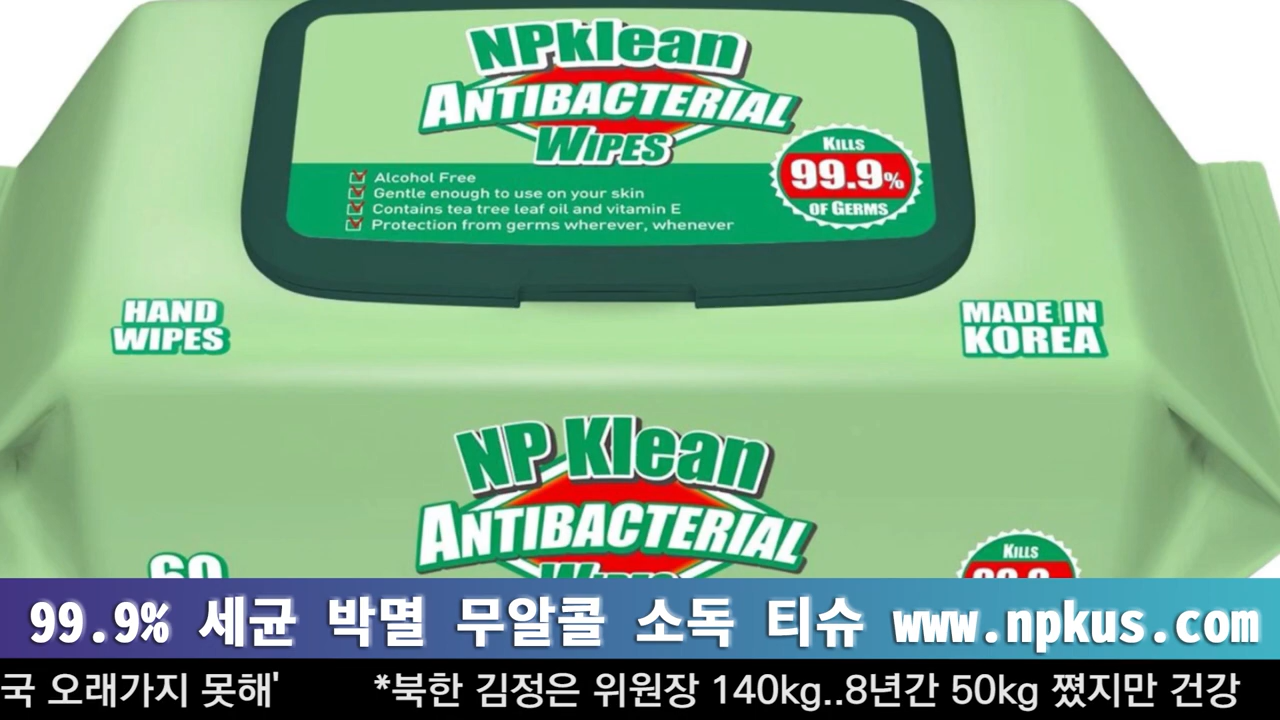 NPklean
ANTIBACTERIAL
WIPES
KILLS
99.9%
OF GERMS
Alcohol Free
Gentle enough to use on your skin
Contains tea tree leaf oil and vitamin E
Protection from germs wherever, whenever
HAND
WIPES
MADE IN
KOREA
NP Klean
ANTIBACTERIAL
WIPES
60
KILLS
99.9%
99.9% 세균 박멸 무알콜 소독 티슈 www.npkus.com
국 오래가지 못해' *북한 김정은 위원장 140kg..8년간 50kg 쪘지만 건강